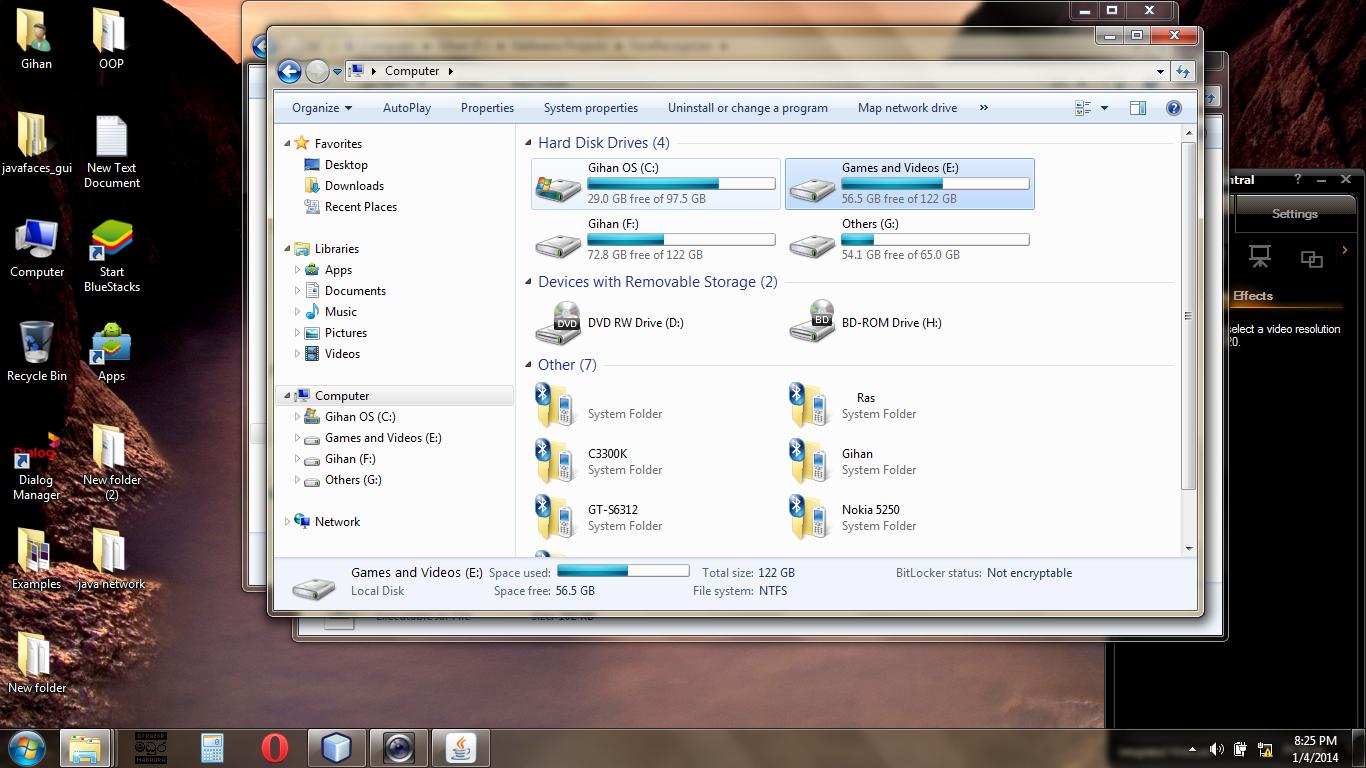 Gihan
OOP
javafaces_gui
New Text Document
Computer
Start BlueStacks
Recycle Bin
Apps
Dialog
Dialog Manager
New folder (2)
Examples
java network
New folder
Computer
Organize
AutoPlay
Properties
System properties
Uninstall or change a program
Map network drive
»
Favorites
Desktop
Downloads
Recent Places
Libraries
Apps
Documents
Music
Pictures
Videos
Computer
Gihan OS (C:)
Games and Videos (E:)
Gihan (F:)
Others (G:)
Network
Hard Disk Drives (4)
Gihan OS (C:)
29.0 GB free of 97.5 GB
Games and Videos (E:)
56.5 GB free of 122 GB
Gihan (F:)
72.8 GB free of 122 GB
Others (G:)
54.1 GB free of 65.0 GB
Devices with Removable Storage (2)
DVD
DVD RW Drive (D:)
BD
BD-ROM Drive (H:)
Other (7)
System Folder
Ras
System Folder
C3300K
System Folder
Gihan
System Folder
GT-S6312
System Folder
Nokia 5250
System Folder
Games and Videos (E:)
Space used:
Total size: 122 GB
BitLocker status: Not encryptable
Local Disk
Space free: 56.5 GB
File system: NTFS
ntral
?
Settings
Effects
elect a video resolution
20.
මධුර
MADHURA
8:25 PM
1/4/2014